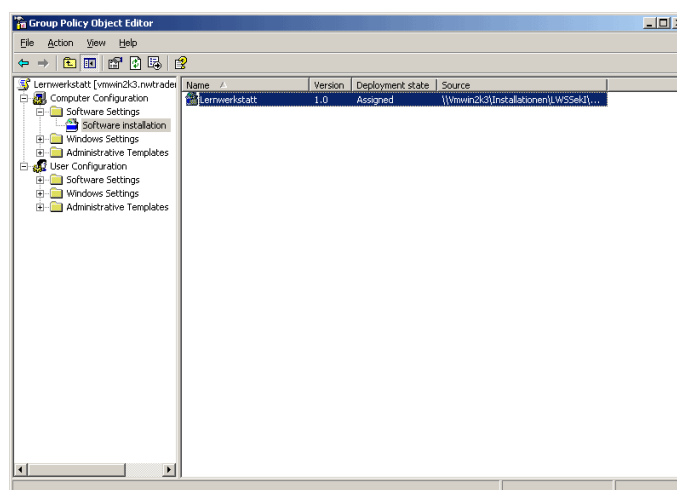 Group Policy Object Editor
File Action View Help
Lernwerkstatt [vmwin2k3.nwtrader
Computer Configuration
Software Settings
Software installation
Windows Settings
Administrative Templates
User Configuration
Software Settings
Windows Settings
Administrative Templates
Name Version Deployment state Source
Lernwerkstatt 1.0 Assigned \\Vmwin2k3\Installationen\LWSSekI\...